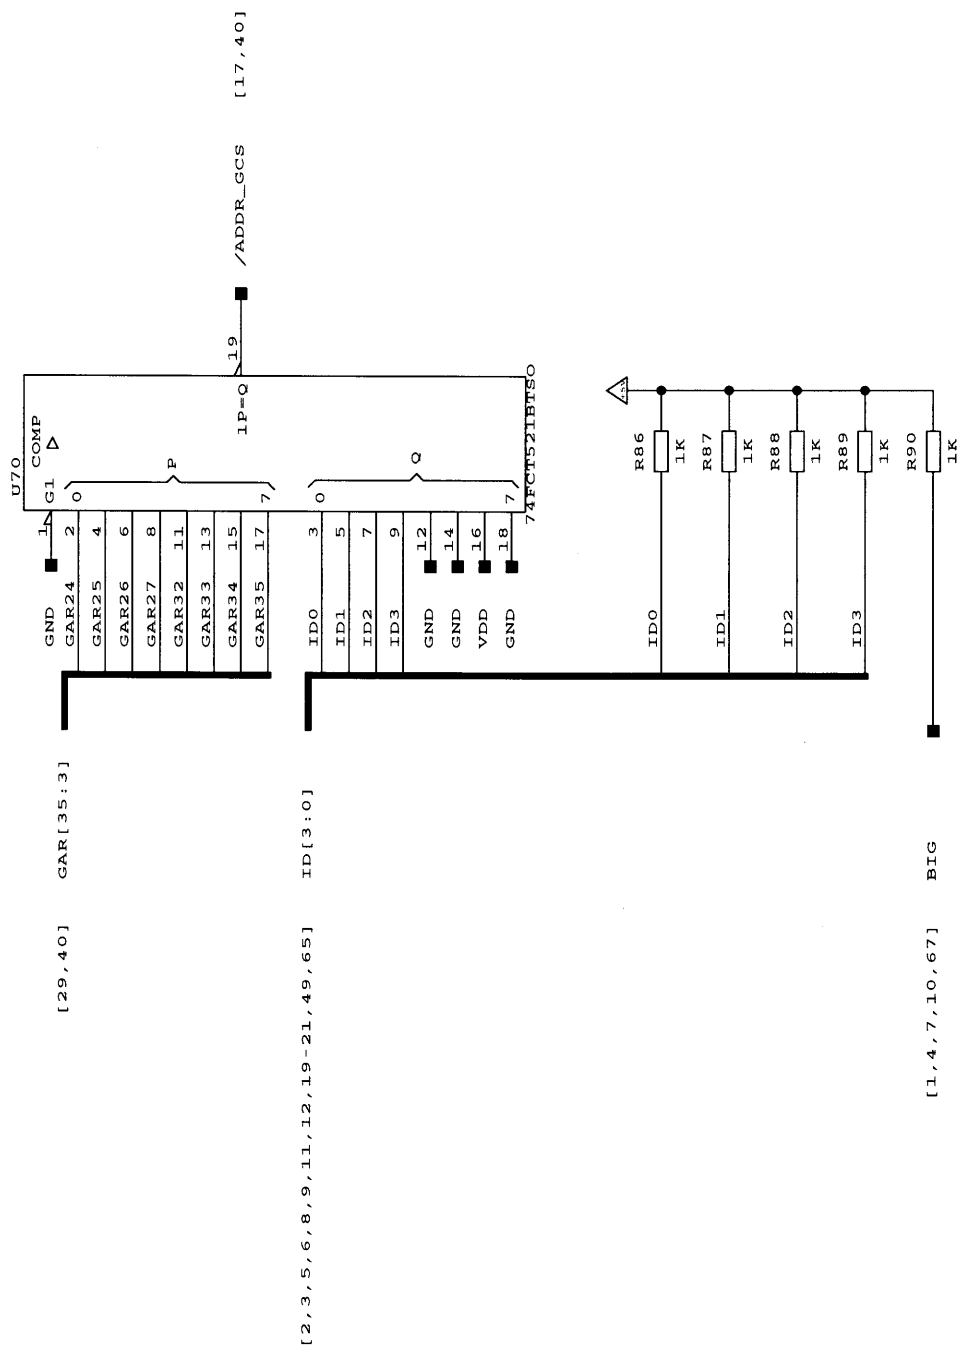 [29,40] GAR[35:3]
[2,3,5,6,8,9,11,12,19-21,49,65] ID[3:0]
[1,4,7,10,67] BIG
U70
COMP
GND 1 G1
GAR24 2 0
GAR25 4
GAR26 6
GAR27 8
P
GAR32 11
GAR33 13
GAR34 15
GAR35 17 7
1P=Q 19 /ADDR_GCS [17,40]
ID0 3 0
ID1 5
ID2 7
ID3 9
Q
GND 12
GND 14
VDD 16
GND 18 7
74FCT521BTSO
+5V
ID0 R86 1K
ID1 R87 1K
ID2 R88 1K
ID3 R89 1K
R90 1K